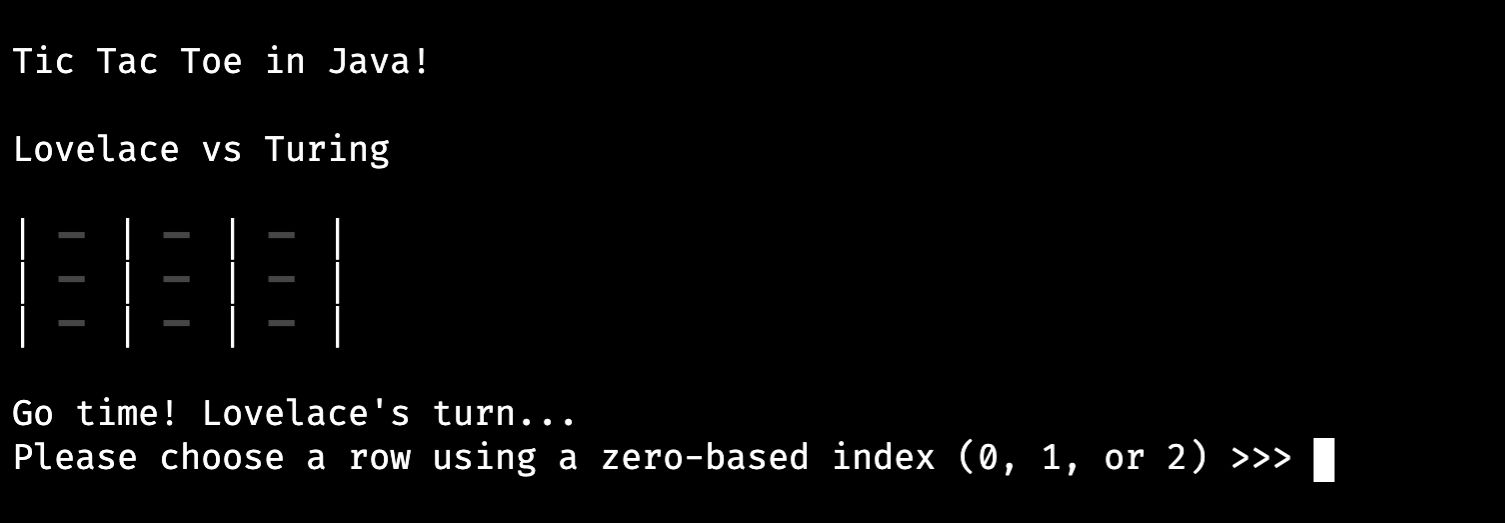 Tic Tac Toe in Java!
Lovelace vs Turing
| - | - | - |
| - | - | - |
| - | - | - |
Go time! Lovelace's turn...
Please choose a row using a zero-based index (0, 1, or 2) >>>